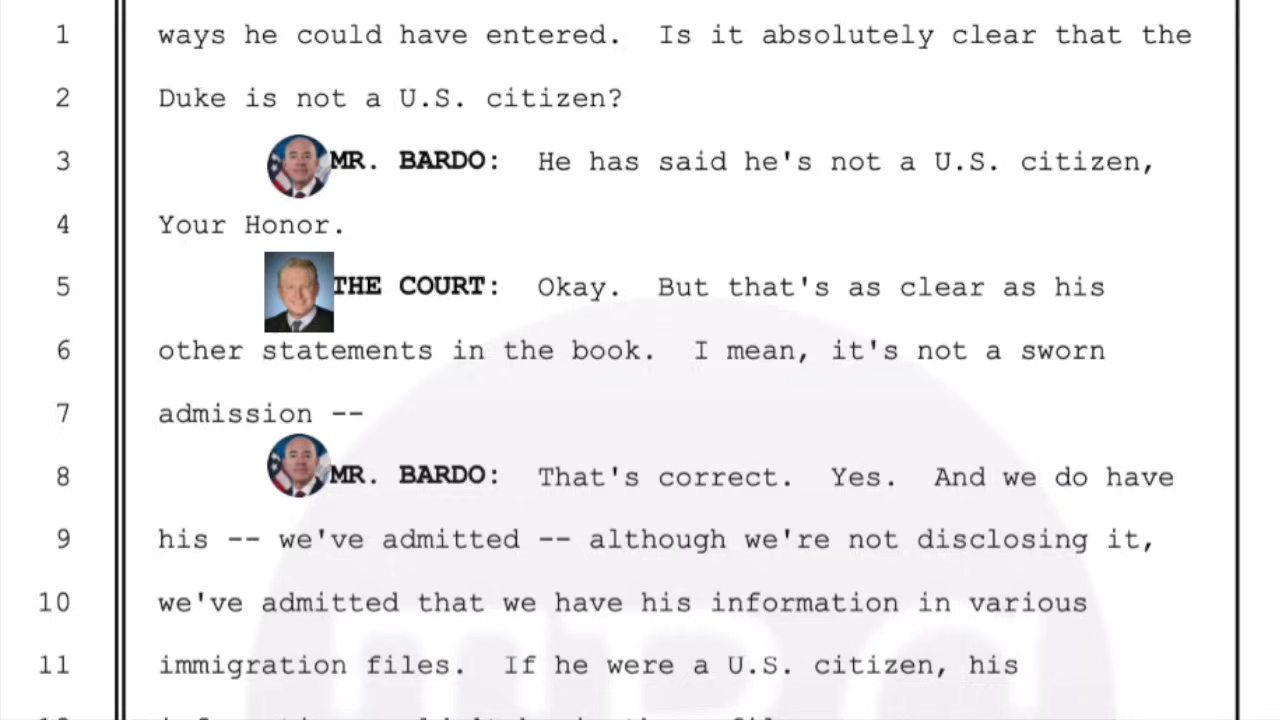 1 ways he could have entered. Is it absolutely clear that the
2 Duke is not a U.S. citizen?
3 MR. BARDO: He has said he's not a U.S. citizen,
4 Your Honor.
5 THE COURT: Okay. But that's as clear as his
6 other statements in the book. I mean, it's not a sworn
7 admission --
8 MR. BARDO: That's correct. Yes. And we do have
9 his -- we've admitted -- although we're not disclosing it,
10 we've admitted that we have his information in various
11 immigration files. If he were a U.S. citizen, his